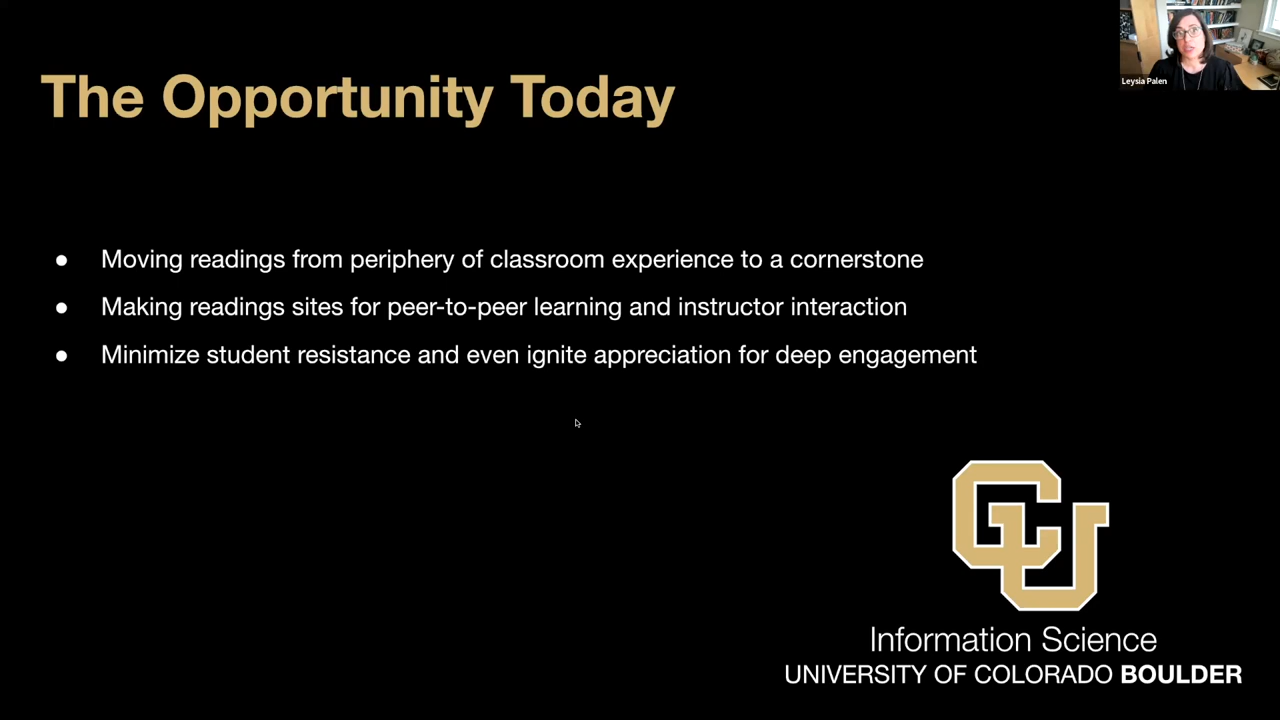 Leysia Palen
The Opportunity Today
● Moving readings from periphery of classroom experience to a cornerstone
● Making readings sites for peer-to-peer learning and instructor interaction
● Minimize student resistance and even ignite appreciation for deep engagement
CU
Information Science
UNIVERSITY OF COLORADO BOULDER